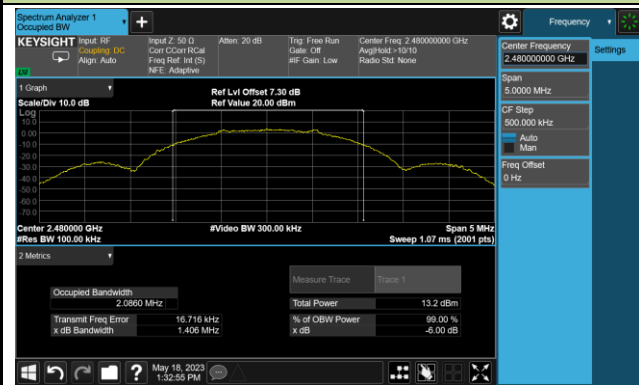 Spectrum Analyzer 1
Occupied BW
Frequency
KEYSIGHT
Input: RF
Coupling: DC
Align: Auto
Input Z: 50 Ω
Corr CCorr RCal
Freq Ref: Int (S)
NFE: Adaptive
Atten: 20 dB
Trig: Free Run
Gate: Off
#IF Gain: Low
Center Freq: 2.480000000 GHz
Avg|Hold:>10/10
Radio Std: None
LVI
1 Graph
Scale/Div 10.0 dB
Ref Lvl Offset 7.30 dB
Ref Value 20.00 dBm
Log
10.0
0.00
-10.0
-20.0
-30.0
-40.0
-50.0
-60.0
-70.0
Center 2.480000 GHz
#Res BW 100.00 kHz
#Video BW 300.00 kHz
Span 5 MHz
Sweep 1.07 ms (2001 pts)
2 Metrics
Measure Trace
Trace 1
Occupied Bandwidth
2.0860 MHz
Total Power
13.2 dBm
Transmit Freq Error
16.716 kHz
% of OBW Power
99.00 %
x dB Bandwidth
1.406 MHz
x dB
-6.00 dB
Center Frequency
2.480000000 GHz
Settings
Span
5.0000 MHz
CF Step
500.000 kHz
Auto
Man
Freq Offset
0 Hz
?
May 18, 2023
1:32:55 PM